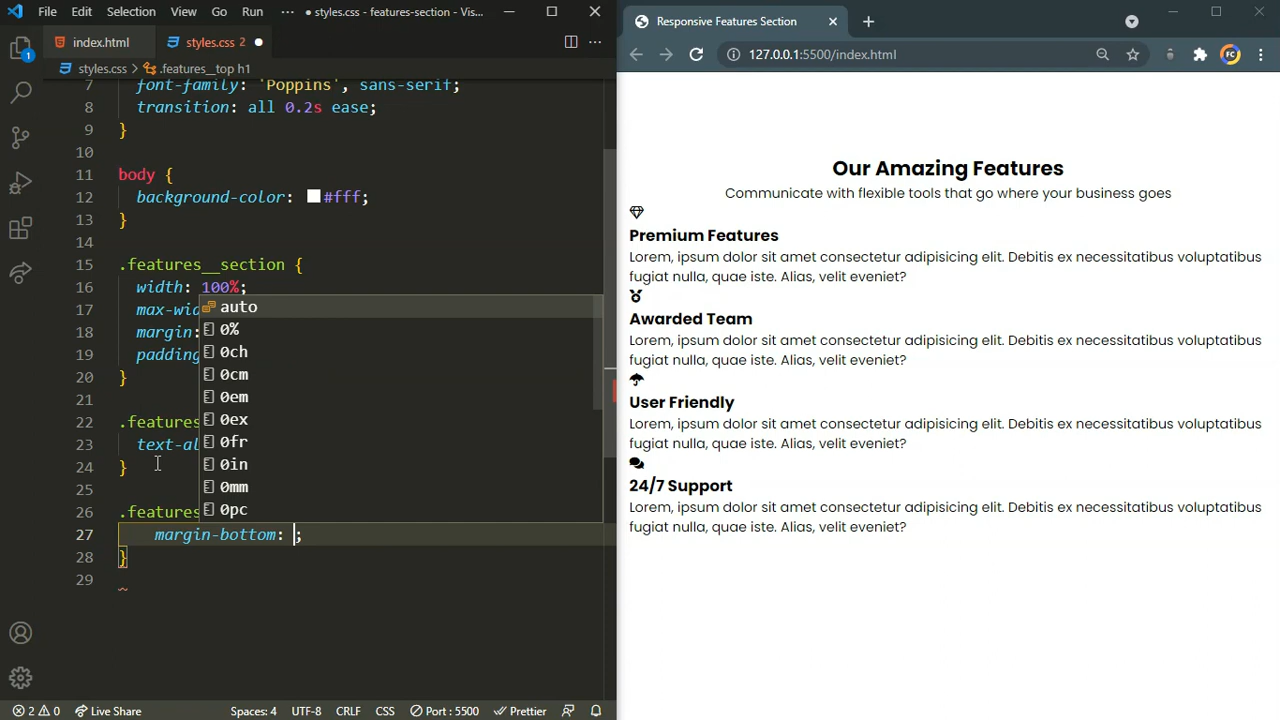 File Edit Selection View Go Run ··· ● styles.css - features-section - Vis...
index.html styles.css 2 ●
styles.css > .features__top h1
7 font-family: 'Poppins', sans-serif;
8 transition: all 0.2s ease;
9 }
10
11 body {
12 background-color: #fff;
13 }
14
15 .features__section {
16 width: 100%;
17 max-wid
18 margin:
19 padding
20 }
21
22 .features
23 text-al
24 }
25
26 .features
27 margin-bottom: ;
28 }
29
auto
0%
0ch
0cm
0em
0ex
0fr
0in
0mm
0pc
1
2 0 Live Share Spaces: 4 UTF-8 CRLF CSS Port : 5500 Prettier
Responsive Features Section
127.0.0.1:5500/index.html
FC
Our Amazing Features
Communicate with flexible tools that go where your business goes
Premium Features
Lorem, ipsum dolor sit amet consectetur adipisicing elit. Debitis ex necessitatibus voluptatibus
fugiat nulla, quae iste. Alias, velit eveniet?
Awarded Team
Lorem, ipsum dolor sit amet consectetur adipisicing elit. Debitis ex necessitatibus voluptatibus
fugiat nulla, quae iste. Alias, velit eveniet?
User Friendly
Lorem, ipsum dolor sit amet consectetur adipisicing elit. Debitis ex necessitatibus voluptatibus
fugiat nulla, quae iste. Alias, velit eveniet?
24/7 Support
Lorem, ipsum dolor sit amet consectetur adipisicing elit. Debitis ex necessitatibus voluptatibus
fugiat nulla, quae iste. Alias, velit eveniet?